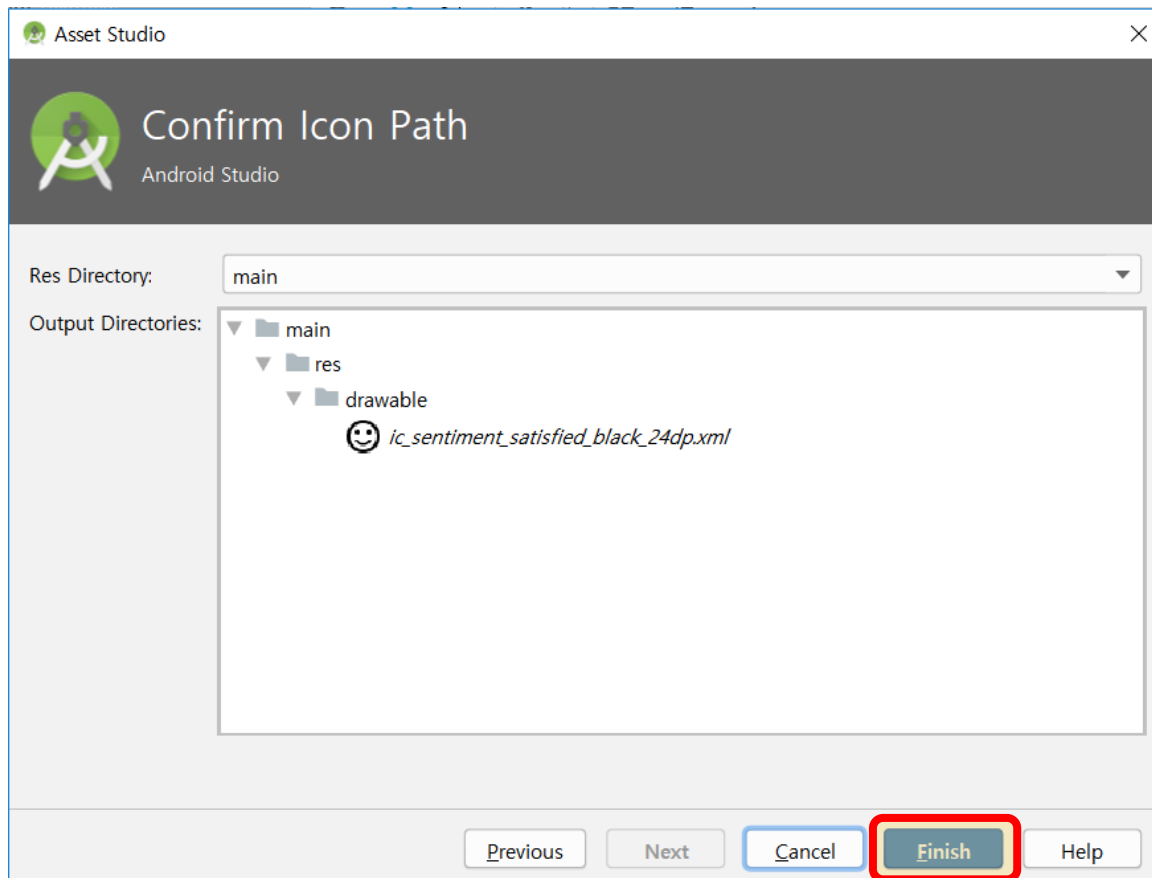 Asset Studio
Confirm Icon Path
Android Studio
Res Directory:
main
Output Directories:
main
res
drawable
ic_sentiment_satisfied_black_24dp.xml
Previous
Next
Cancel
Finish
Help